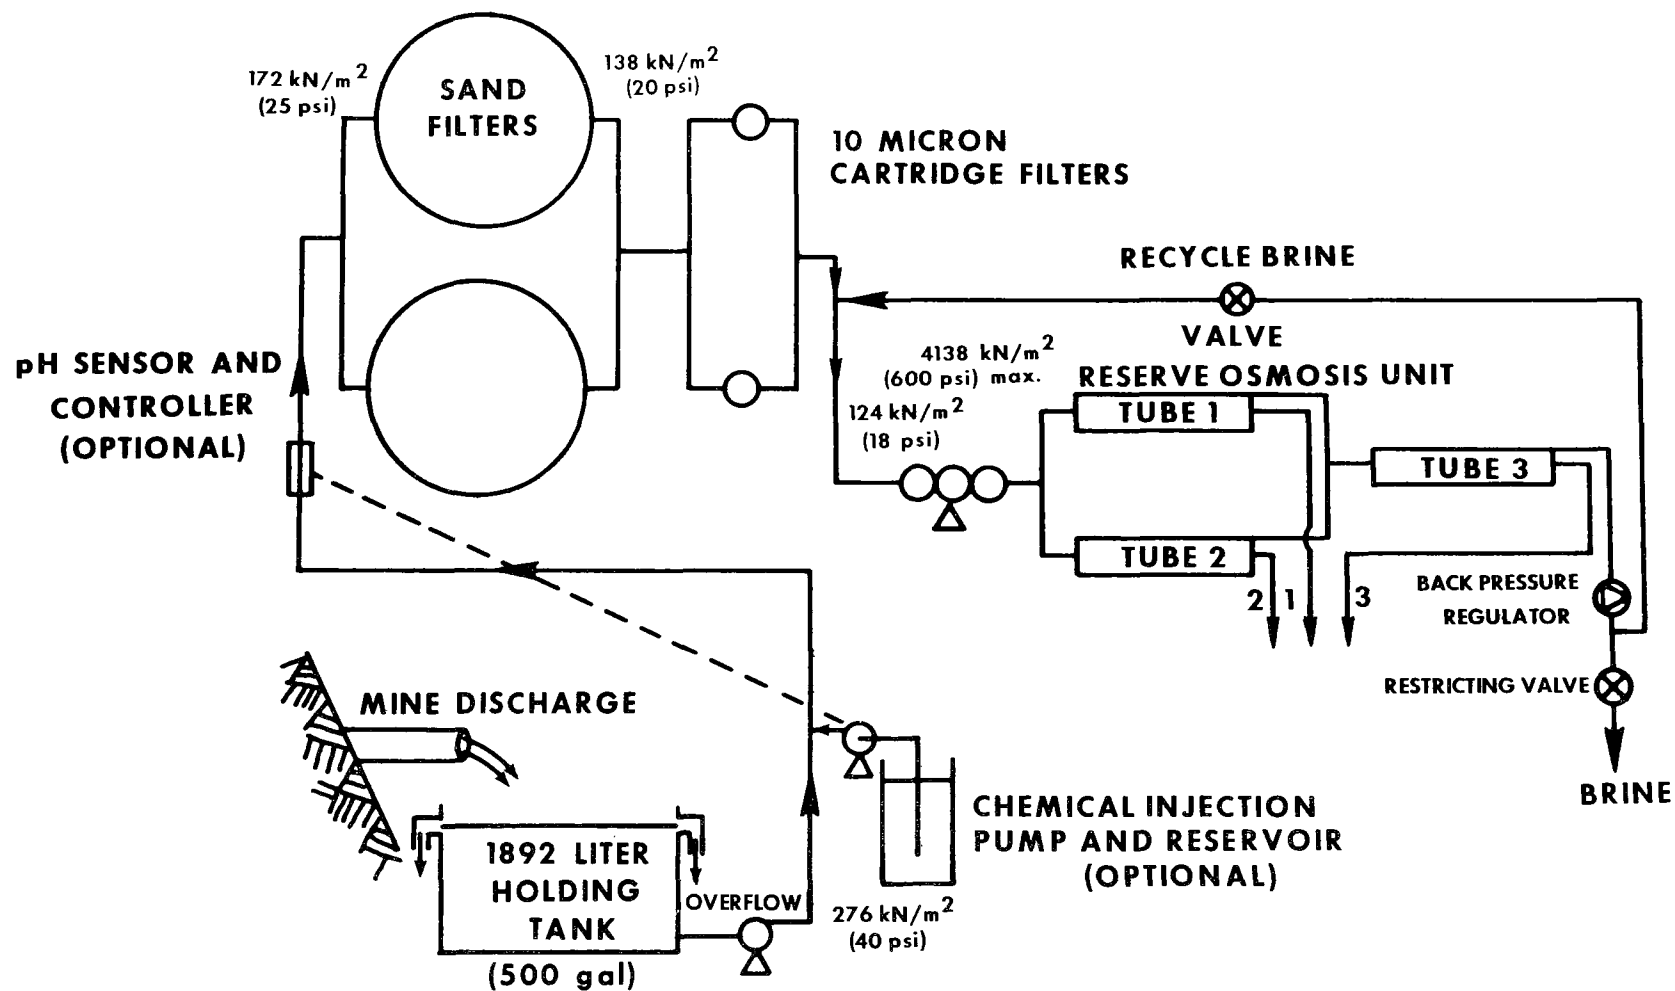 172 kN/m²
(25 psi)
SAND
FILTERS
138 kN/m²
(20 psi)
10 MICRON
CARTRIDGE FILTERS
RECYCLE BRINE
VALVE
pH SENSOR AND
CONTROLLER
(OPTIONAL)
4138 kN/m²
(600 psi) max.
124 kN/m²
(18 psi)
RESERVE OSMOSIS UNIT
TUBE 1
TUBE 2
TUBE 3
2
1
3
BACK PRESSURE
REGULATOR
RESTRICTING VALVE
BRINE
MINE DISCHARGE
1892 LITER
HOLDING
TANK
(500 gal)
OVERFLOW
276 kN/m²
(40 psi)
CHEMICAL INJECTION
PUMP AND RESERVOIR
(OPTIONAL)